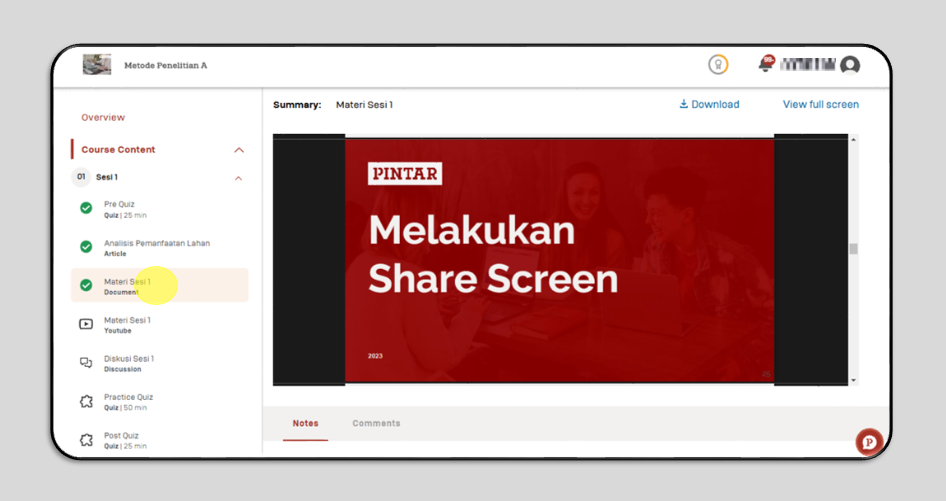 Metode Penelitian A
99+
Overview
Course Content
01 Sesi 1
Pre Quiz
Quiz | 25 min
Analisis Pemanfaatan Lahan
Article
Materi Sesi 1
Document
Materi Sesi 1
Youtube
Diskusi Sesi 1
Discussion
Practice Quiz
Quiz | 50 min
Post Quiz
Quiz | 25 min
Summary: Materi Sesi 1
Download
View full screen
PINTAR
Melakukan
Share Screen
2023
25
Notes
Comments
P